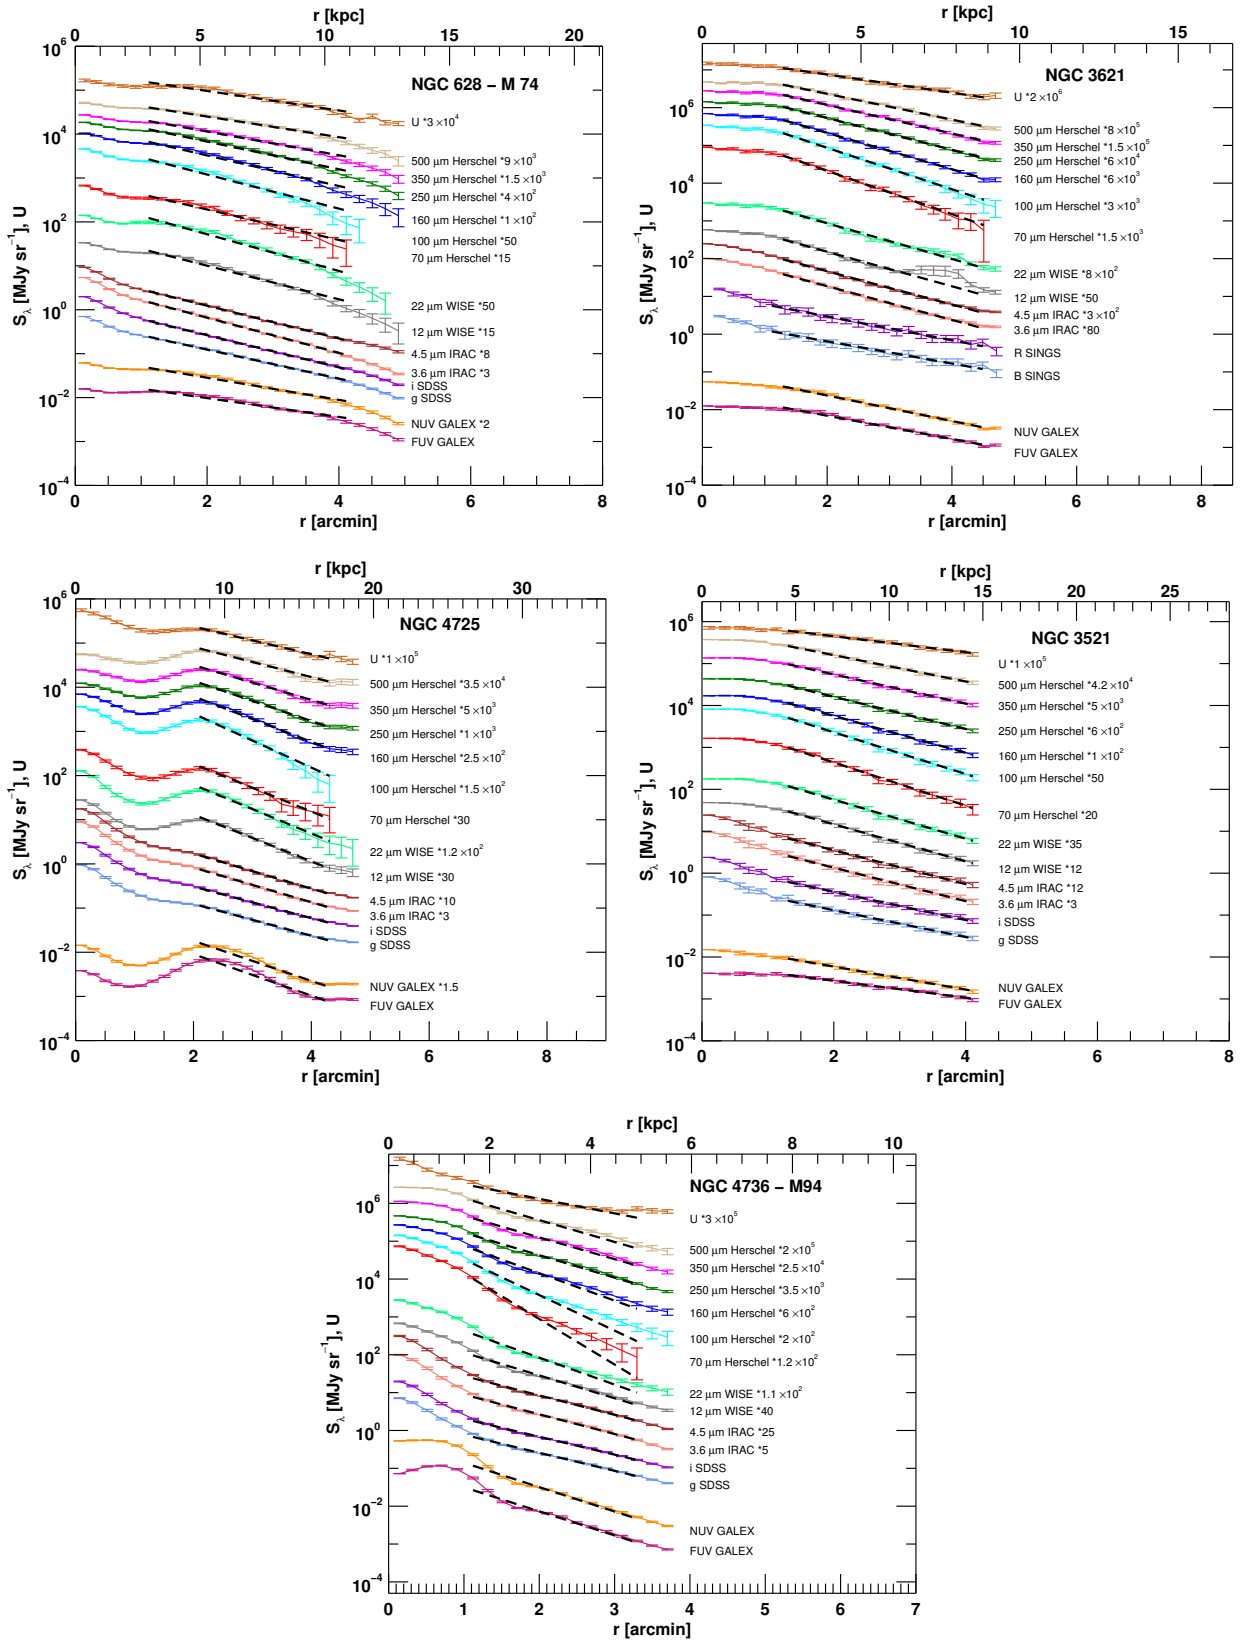 r [kpc]
0 5 10 15 20
NGC 628 – M 74
U *3×10^4
500 µm Herschel *9×10^3
350 µm Herschel *1.5×10^3
250 µm Herschel *4×10^2
160 µm Herschel *1×10^2
100 µm Herschel *50
70 µm Herschel *15
22 µm WISE *50
12 µm WISE *15
4.5 µm IRAC *8
3.6 µm IRAC *3
i SDSS
g SDSS
NUV GALEX *2
FUV GALEX
10^6
10^4
10^2
10^0
10^−2
10^−4
S_λ [MJy sr^−1], U
0 2 4 6 8
r [arcmin]
r [kpc]
0 5 10 15
NGC 3621
U *2×10^6
500 µm Herschel *8×10^5
350 µm Herschel *1.5×10^5
250 µm Herschel *6×10^4
160 µm Herschel *6×10^3
100 µm Herschel *3×10^3
70 µm Herschel *1.5×10^3
22 µm WISE *8×10^2
12 µm WISE *50
4.5 µm IRAC *3×10^2
3.6 µm IRAC *80
R SINGS
B SINGS
NUV GALEX
FUV GALEX
10^6
10^4
10^2
10^0
10^−2
10^−4
S_λ [MJy sr^−1], U
0 2 4 6 8
r [arcmin]
r [kpc]
0 10 20 30
NGC 4725
U *1×10^5
500 µm Herschel *3.5×10^4
350 µm Herschel *5×10^3
250 µm Herschel *1×10^3
160 µm Herschel *2.5×10^2
100 µm Herschel *1.5×10^2
70 µm Herschel *30
22 µm WISE *1.2×10^2
12 µm WISE *30
4.5 µm IRAC *10
3.6 µm IRAC *3
i SDSS
g SDSS
NUV GALEX *1.5
FUV GALEX
10^6
10^4
10^2
10^0
10^−2
10^−4
S_λ [MJy sr^−1], U
0 2 4 6 8
r [arcmin]
r [kpc]
0 5 10 15 20 25
NGC 3521
U *1×10^5
500 µm Herschel *4.2×10^4
350 µm Herschel *5×10^3
250 µm Herschel *6×10^2
160 µm Herschel *1×10^2
100 µm Herschel *50
70 µm Herschel *20
22 µm WISE *35
12 µm WISE *12
4.5 µm IRAC *12
3.6 µm IRAC *3
i SDSS
g SDSS
NUV GALEX
FUV GALEX
10^6
10^4
10^2
10^0
10^−2
10^−4
S_λ [MJy sr^−1], U
0 2 4 6 8
r [arcmin]
r [kpc]
0 2 4 6 8 10
NGC 4736 – M94
U *3×10^5
500 µm Herschel *2×10^5
350 µm Herschel *2.5×10^4
250 µm Herschel *3.5×10^3
160 µm Herschel *6×10^2
100 µm Herschel *2×10^2
70 µm Herschel *1.2×10^2
22 µm WISE *1.1×10^2
12 µm WISE *40
4.5 µm IRAC *25
3.6 µm IRAC *5
i SDSS
g SDSS
NUV GALEX
FUV GALEX
10^6
10^4
10^2
10^0
10^−2
10^−4
S_λ [MJy sr^−1], U
0 1 2 3 4 5 6 7
r [arcmin]